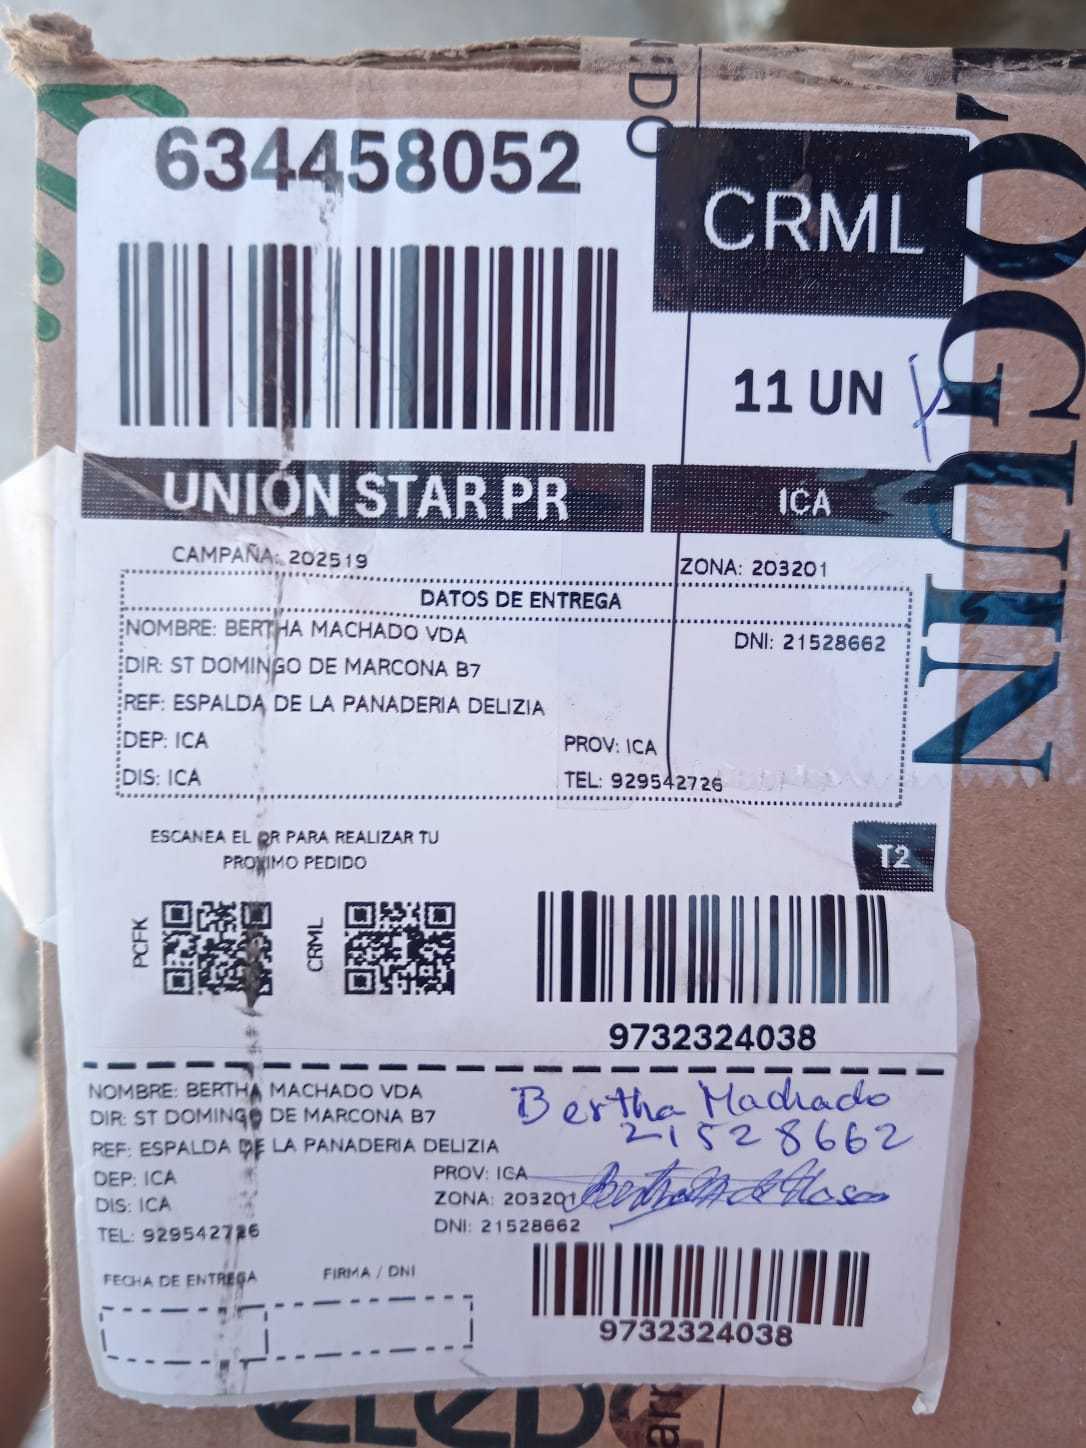 634458052
CRML
11 UN
UNIÓN STAR PR
ICA
CAMPAÑA: 202519
ZONA: 203201
DATOS DE ENTREGA
NOMBRE: BERTHA MACHADO VDA
DNI: 21528662
DIR: ST DOMINGO DE MARCONA B7
REF: ESPALDA DE LA PANADERIA DELIZIA
DEP: ICA
PROV: ICA
DIS: ICA
TEL: 929542726
ESCANEA EL QR PARA REALIZAR TU
PROXIMO PEDIDO
T2
PCFK
CRML
9732324038
NOMBRE: BERTHA MACHADO VDA
DIR: ST DOMINGO DE MARCONA B7
REF: ESPALDA DE LA PANADERIA DELIZIA
DEP: ICA
PROV: ICA
DIS: ICA
ZONA: 203201
TEL: 929542726
DNI: 21528662
Bertha Machado
21528662
FECHA DE ENTREGA
FIRMA / DNI
9732324038
OGUIN